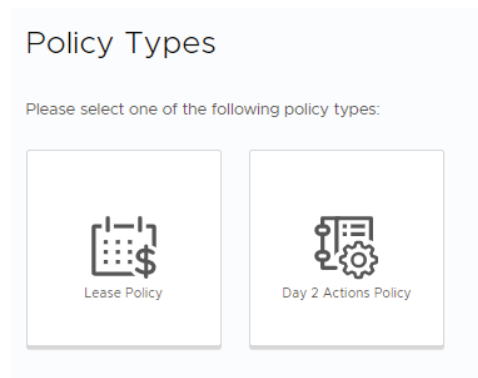 Policy Types
Please select one of the following policy types:
Lease Policy
Day 2 Actions Policy